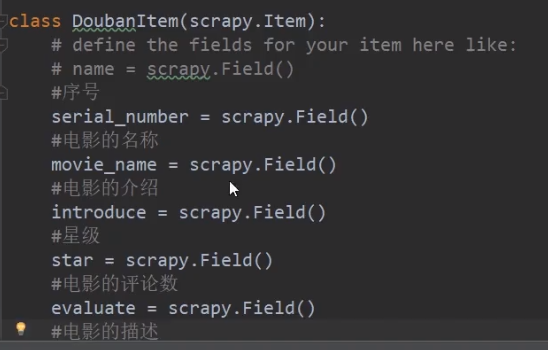 class DoubanItem(scrapy.Item):
# define the fields for your item here like:
# name = scrapy.Field()
#序号
serial_number = scrapy.Field()
#电影的名称
movie_name = scrapy.Field()
#电影的介绍
introduce = scrapy.Field()
#星级
star = scrapy.Field()
#电影的评论数
evaluate = scrapy.Field()
#电影的描述